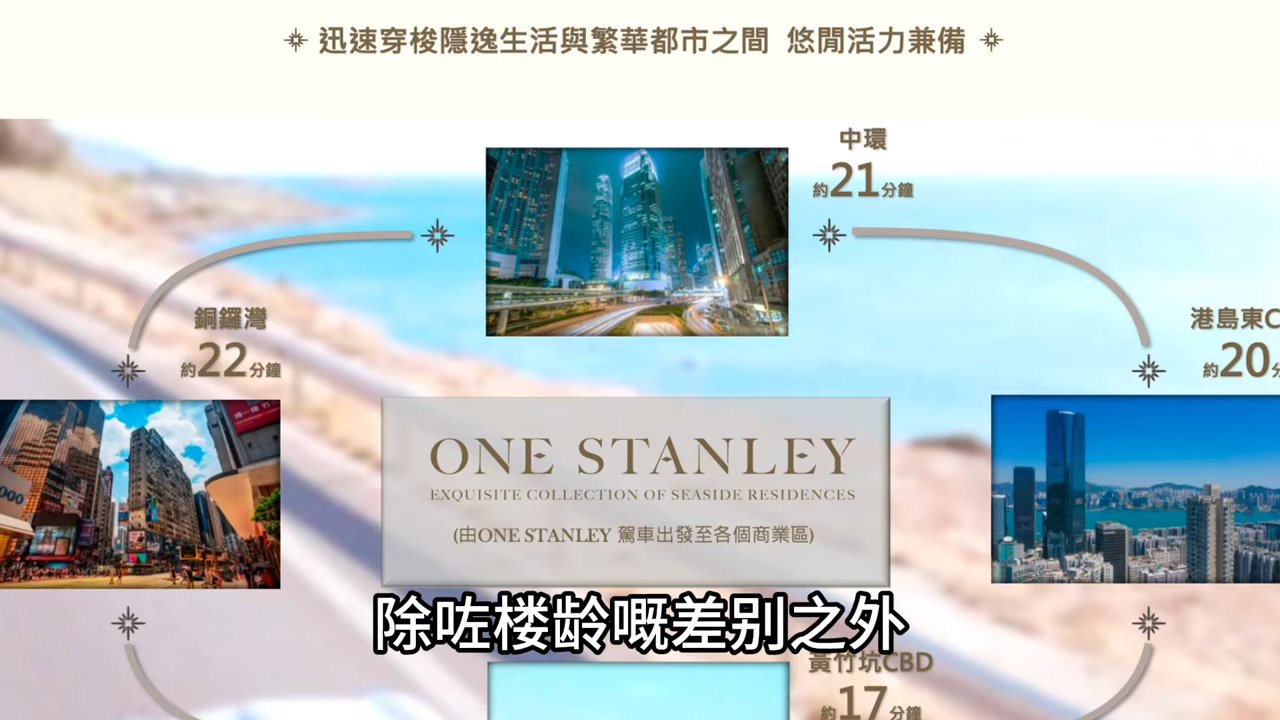 迅速穿梭隱逸生活與繁華都市之間 悠閒活力兼備
中環
約21分鐘
銅鑼灣
約22分鐘
港島東C
約20分
ONE STANLEY
EXQUISITE COLLECTION OF SEASIDE RESIDENCES
(由ONE STANLEY 駕車出發至各個商業區)
除咗楼龄嘅差别之外
黃竹坑CBD
約17分鐘